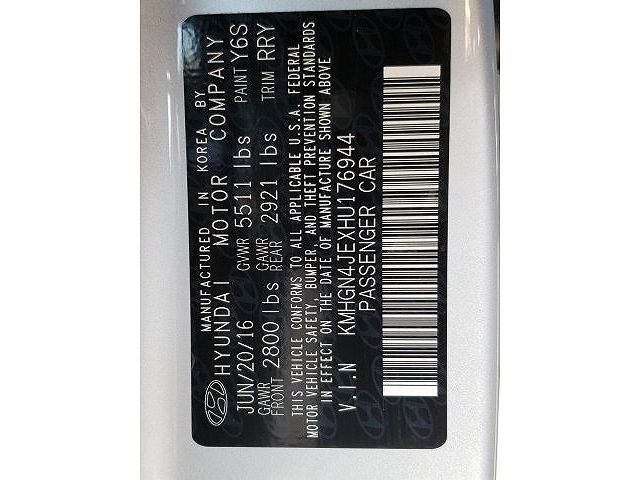 MANUFACTURED IN KOREA BY
HYUNDAI MOTOR COMPANY
JUN/20/16 GVWR 5511 lbs PAINT Y6S
GAWR FRONT 2800 lbs GAWR REAR 2921 lbs TRIM RRY
THIS VEHICLE CONFORMS TO ALL APPLICABLE U.S.A. FEDERAL
MOTOR VEHICLE SAFETY, BUMPER, AND THEFT PREVENTION STANDARDS
IN EFFECT ON THE DATE OF MANUFACTURE SHOWN ABOVE
V.I.N KMHGN4JEXHU176944
PASSENGER CAR